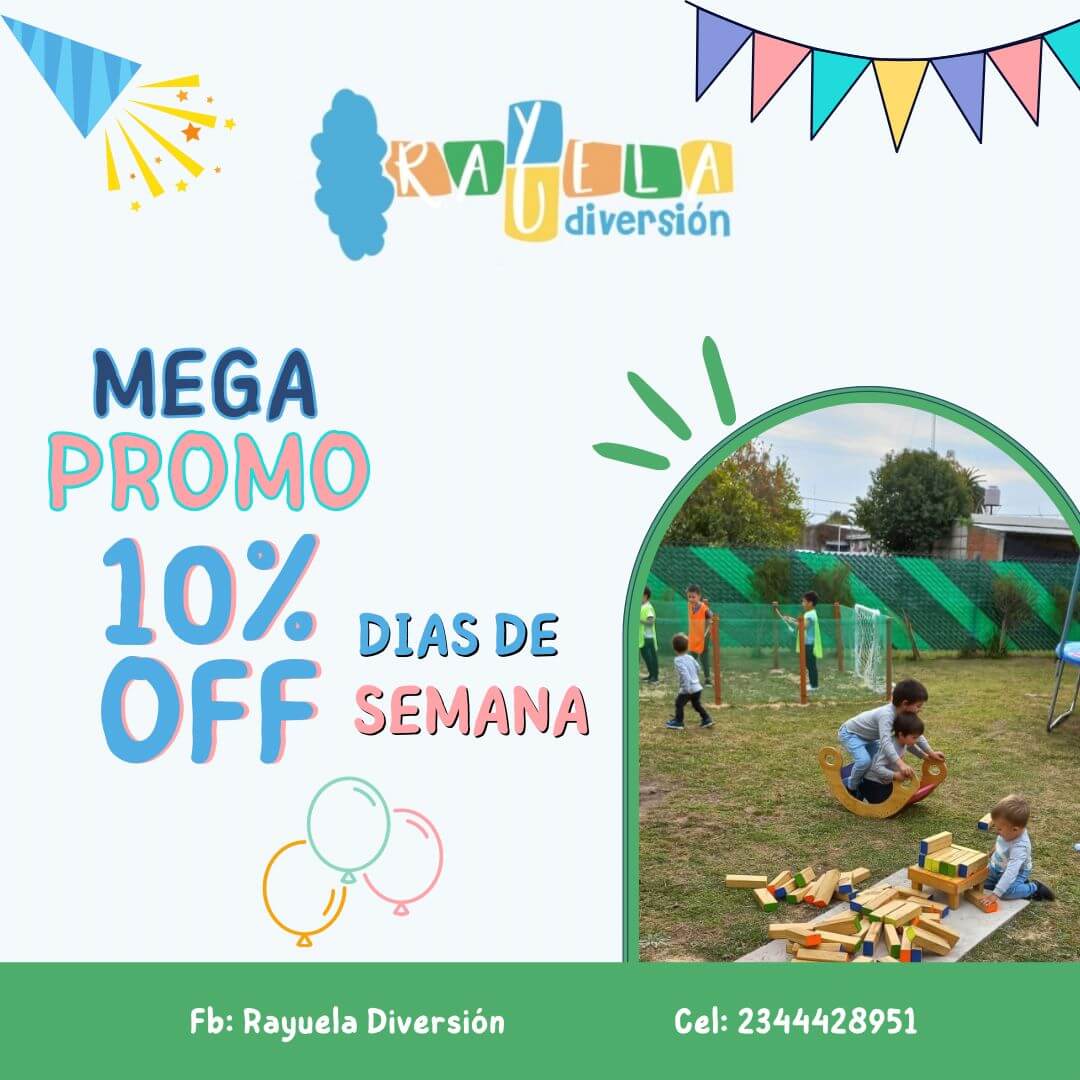 RAYUELA
diversión
MEGA
PROMO
10%
OFF
DIAS DE
SEMANA
Fb: Rayuela Diversión
Cel: 2344428951